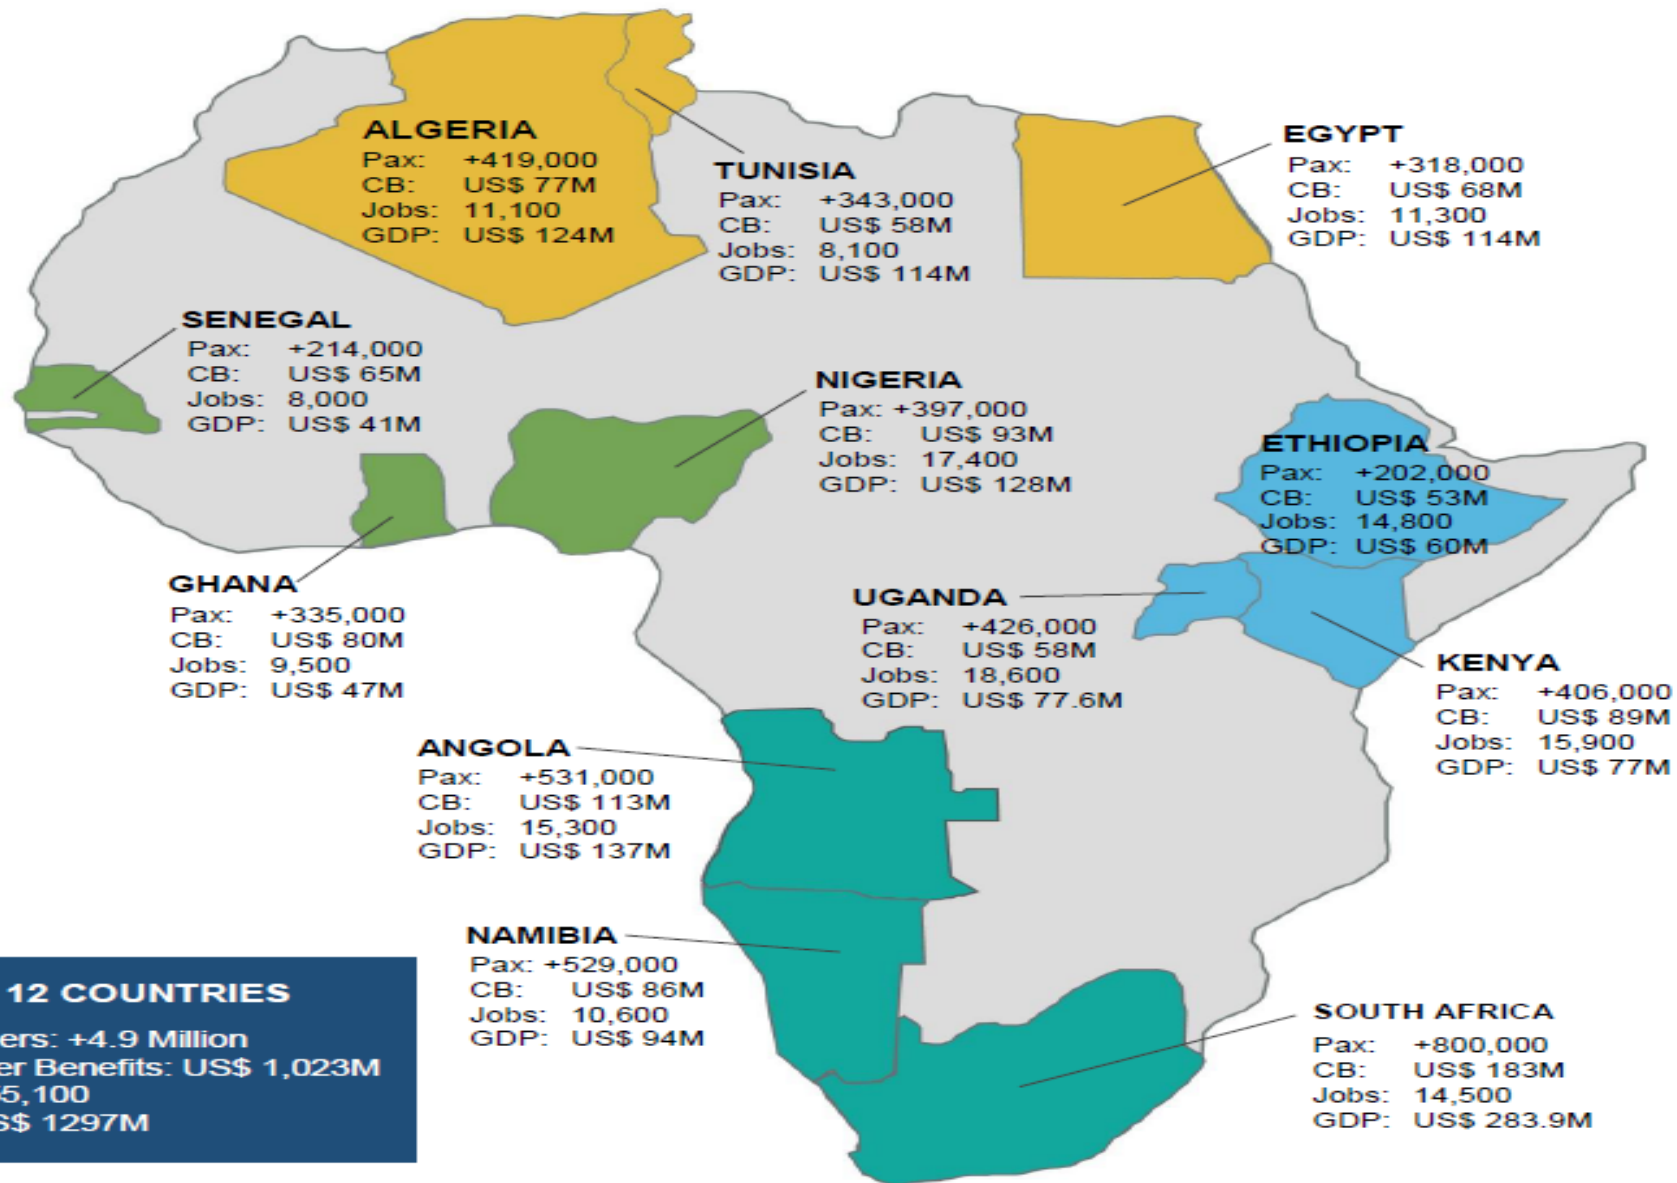 ALGERIA
Pax: +419,000
CB: US$ 77M
Jobs: 11,100
GDP: US$ 124M
TUNISIA
Pax: +343,000
CB: US$ 58M
Jobs: 8,100
GDP: US$ 114M
EGYPT
Pax: +318,000
CB: US$ 68M
Jobs: 11,300
GDP: US$ 114M
SENEGAL
Pax: +214,000
CB: US$ 65M
Jobs: 8,000
GDP: US$ 41M
NIGERIA
Pax: +397,000
CB: US$ 93M
Jobs: 17,400
GDP: US$ 128M
ETHIOPIA
Pax: +202,000
CB: US$ 53M
Jobs: 14,800
GDP: US$ 60M
GHANA
Pax: +335,000
CB: US$ 80M
Jobs: 9,500
GDP: US$ 47M
UGANDA
Pax: +426,000
CB: US$ 58M
Jobs: 18,600
GDP: US$ 77.6M
KENYA
Pax: +406,000
CB: US$ 89M
Jobs: 15,900
GDP: US$ 77M
ANGOLA
Pax: +531,000
CB: US$ 113M
Jobs: 15,300
GDP: US$ 137M
NAMIBIA
Pax: +529,000
CB: US$ 86M
Jobs: 10,600
GDP: US$ 94M
SOUTH AFRICA
Pax: +800,000
CB: US$ 183M
Jobs: 14,500
GDP: US$ 283.9M
12 COUNTRIES
ers: +4.9 Million
er Benefits: US$ 1,023M
5,100
S$ 1297M